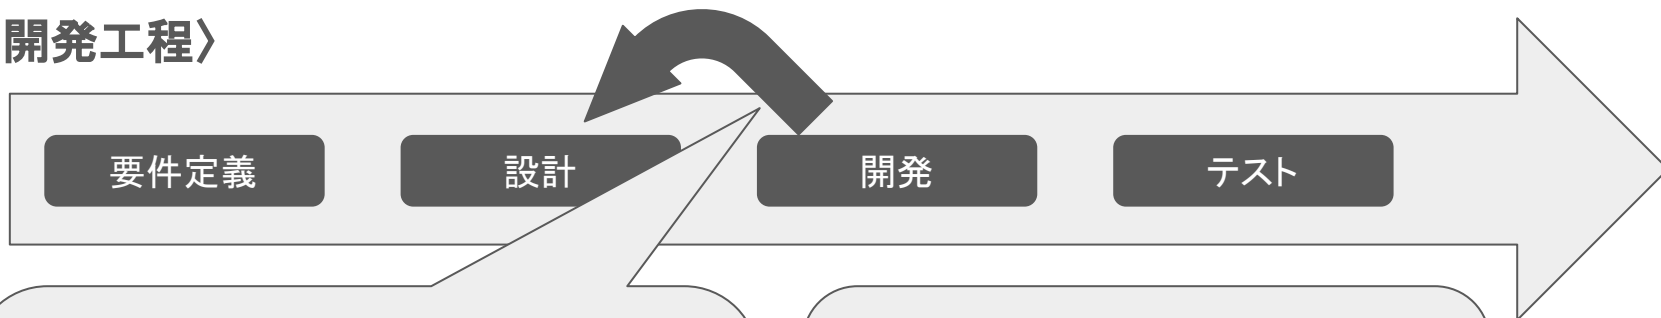 開発工程〉
要件定義
設計
開発
テスト